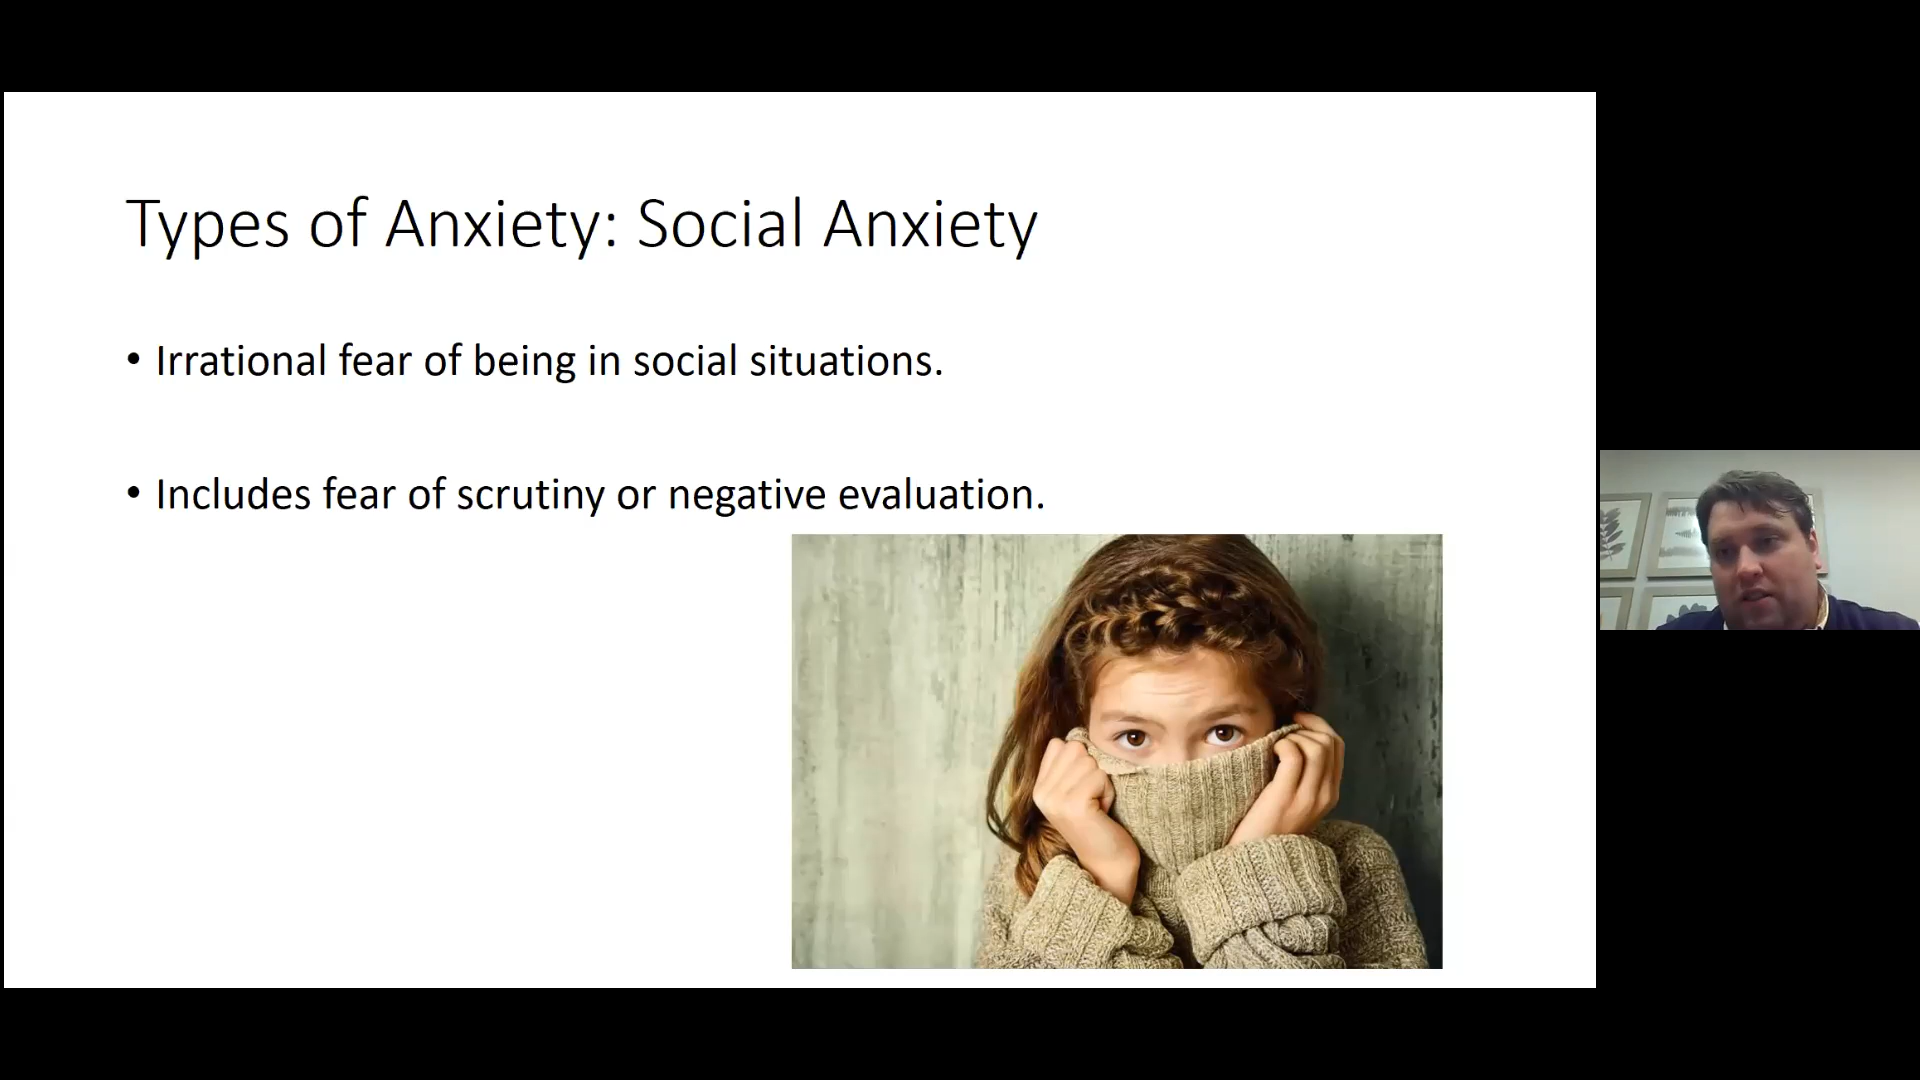 Types of Anxiety: Social Anxiety
• Irrational fear of being in social situations.
• Includes fear of scrutiny or negative evaluation.